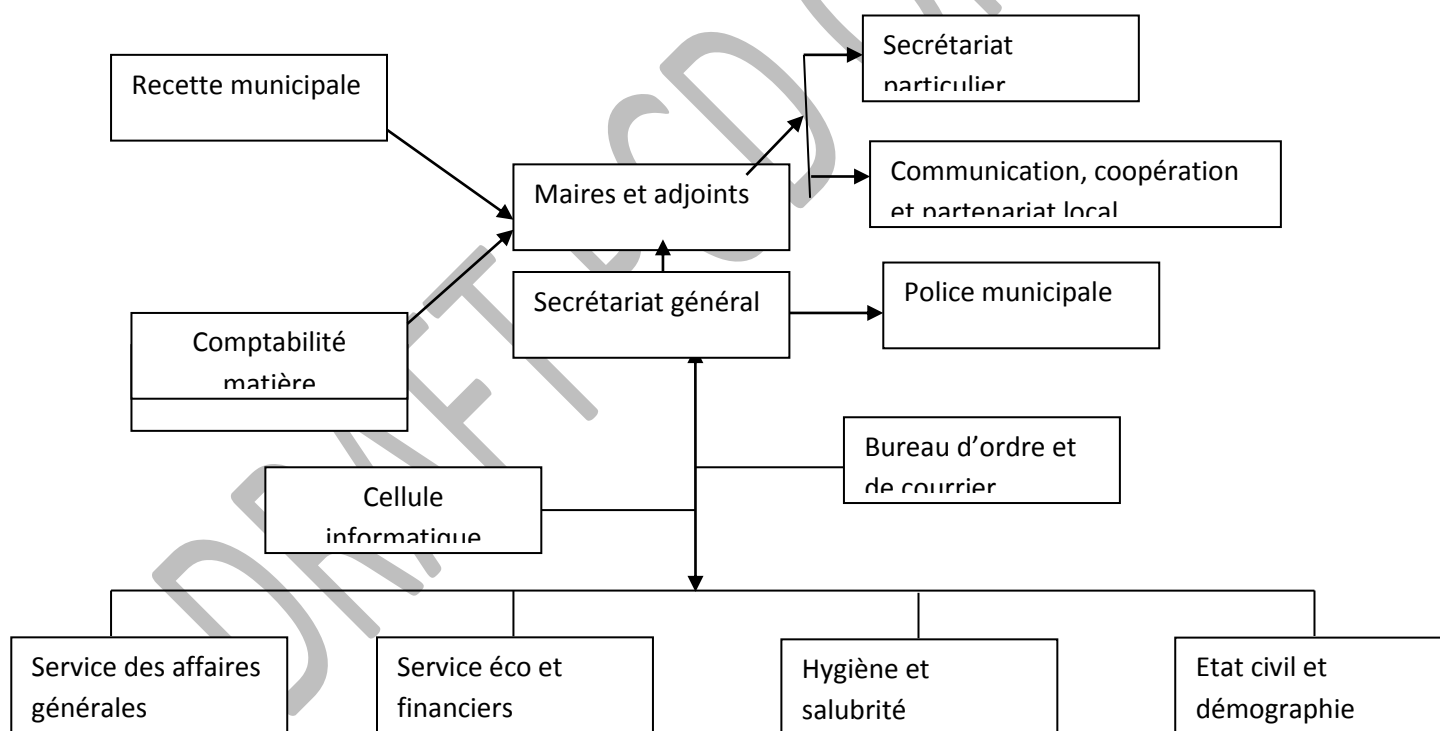 Secrétariat
particulier
Recette municipale
Communication, coopération
et partenariat local
Maires et adjoints
Police municipale
Secrétariat général
Comptabilité
matière
Bureau d’ordre et
de courrier
Cellule
informatique
Service des affaires
générales
Service éco et
financiers
Hygiène et
salubrité
Etat civil et
démographie
DRAFT PCD